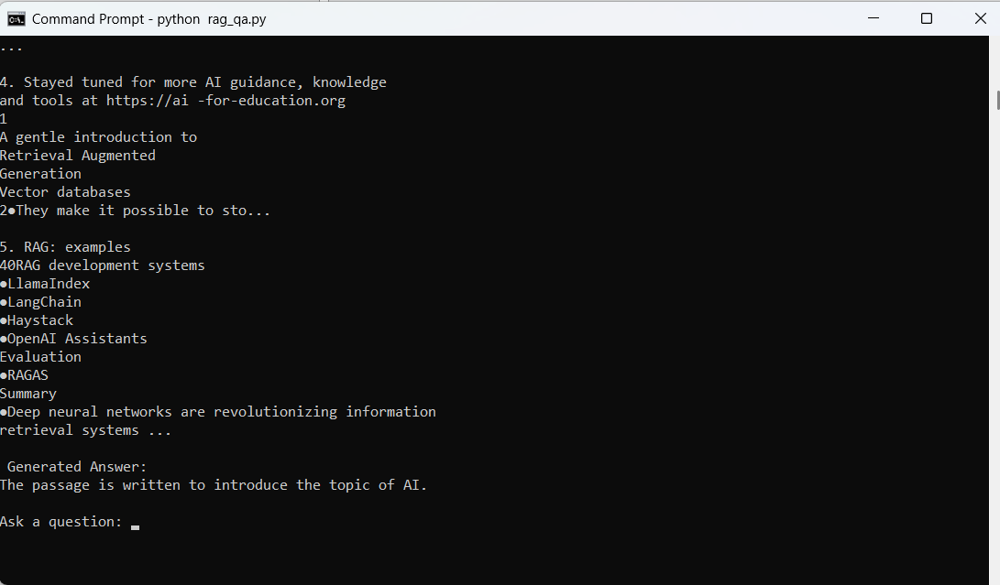 Command Prompt - python  rag_qa.py
...
4. Stayed tuned for more AI guidance, knowledge
and tools at https://ai -for-education.org
1
A gentle introduction to
Retrieval Augmented
Generation
Vector databases
2●They make it possible to sto...
5. RAG: examples
40RAG development systems
●LlamaIndex
●LangChain
●Haystack
●OpenAI Assistants
Evaluation
●RAGAS
Summary
●Deep neural networks are revolutionizing information
retrieval systems ...
Generated Answer:
The passage is written to introduce the topic of AI.
Ask a question: